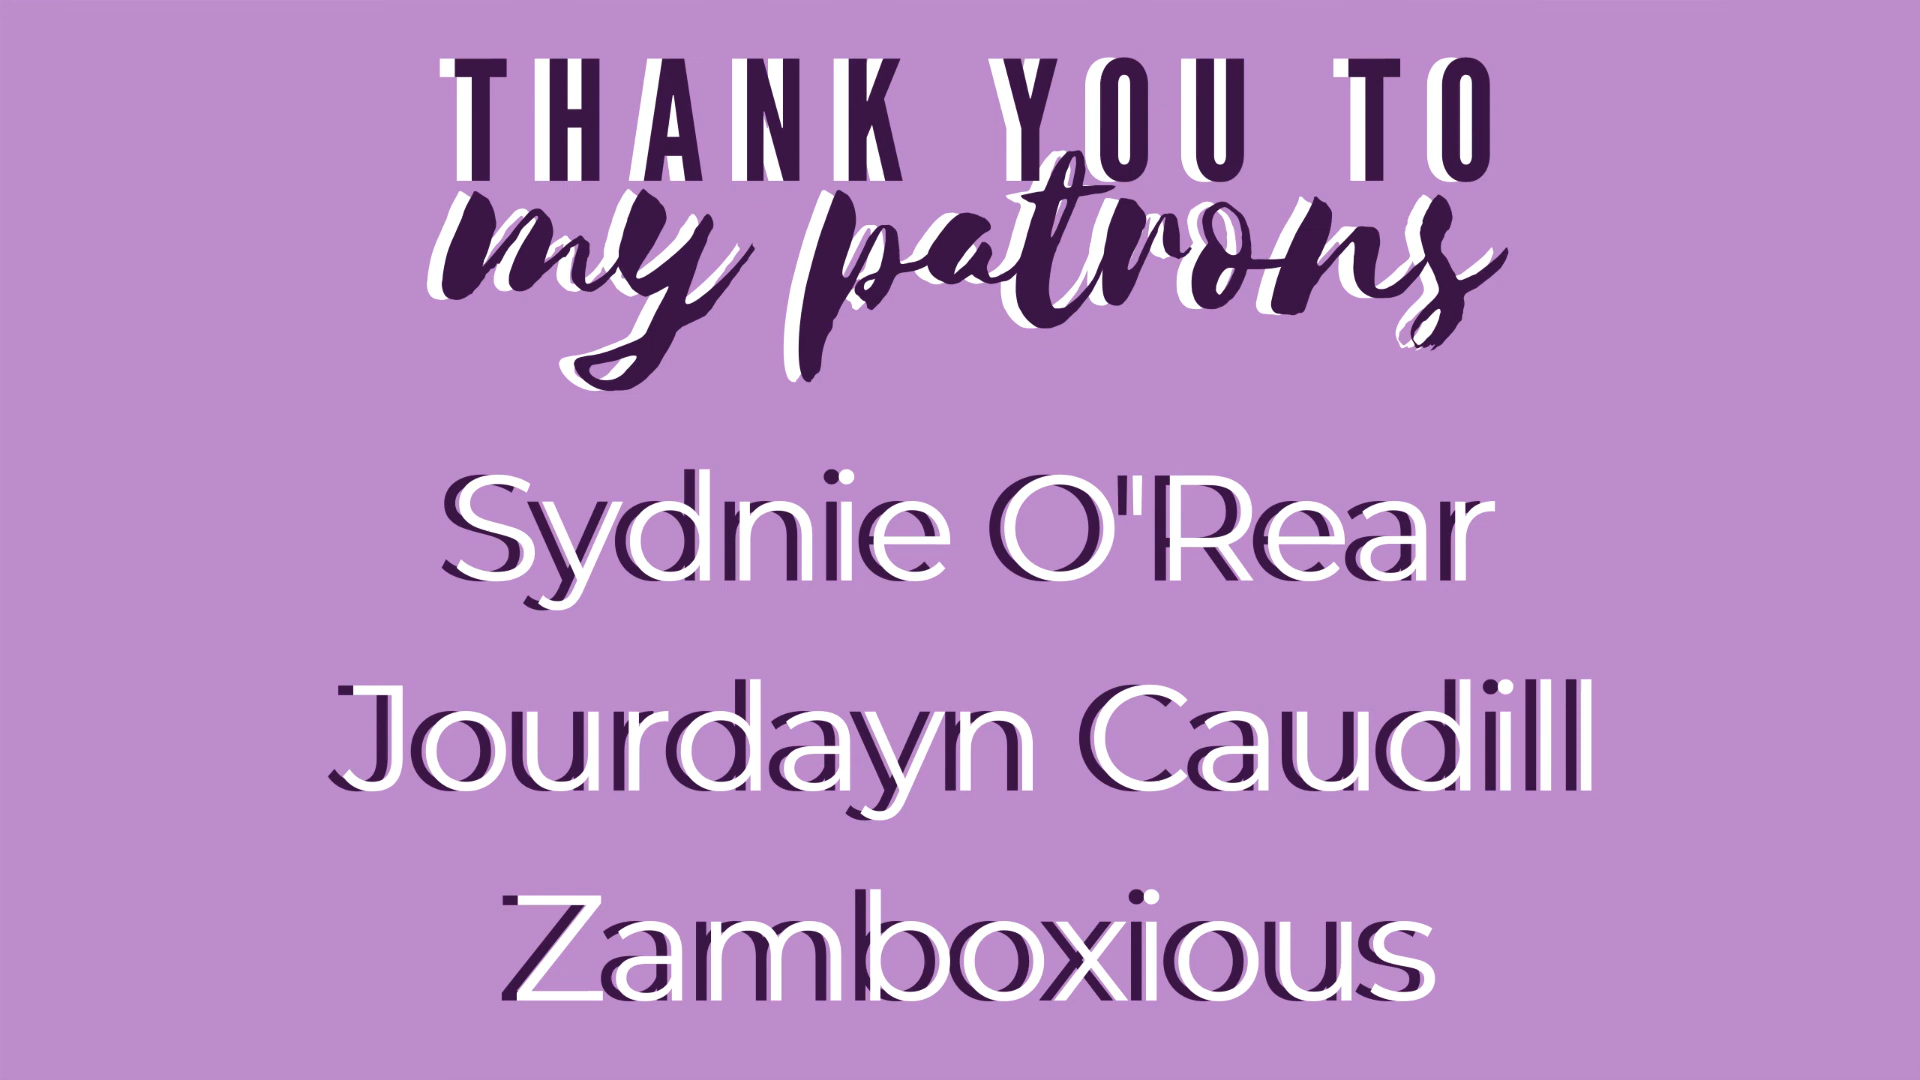 THANK YOU TO
my patrons
Sydnie O'Rear
Jourdayn Caudill
Zamboxious